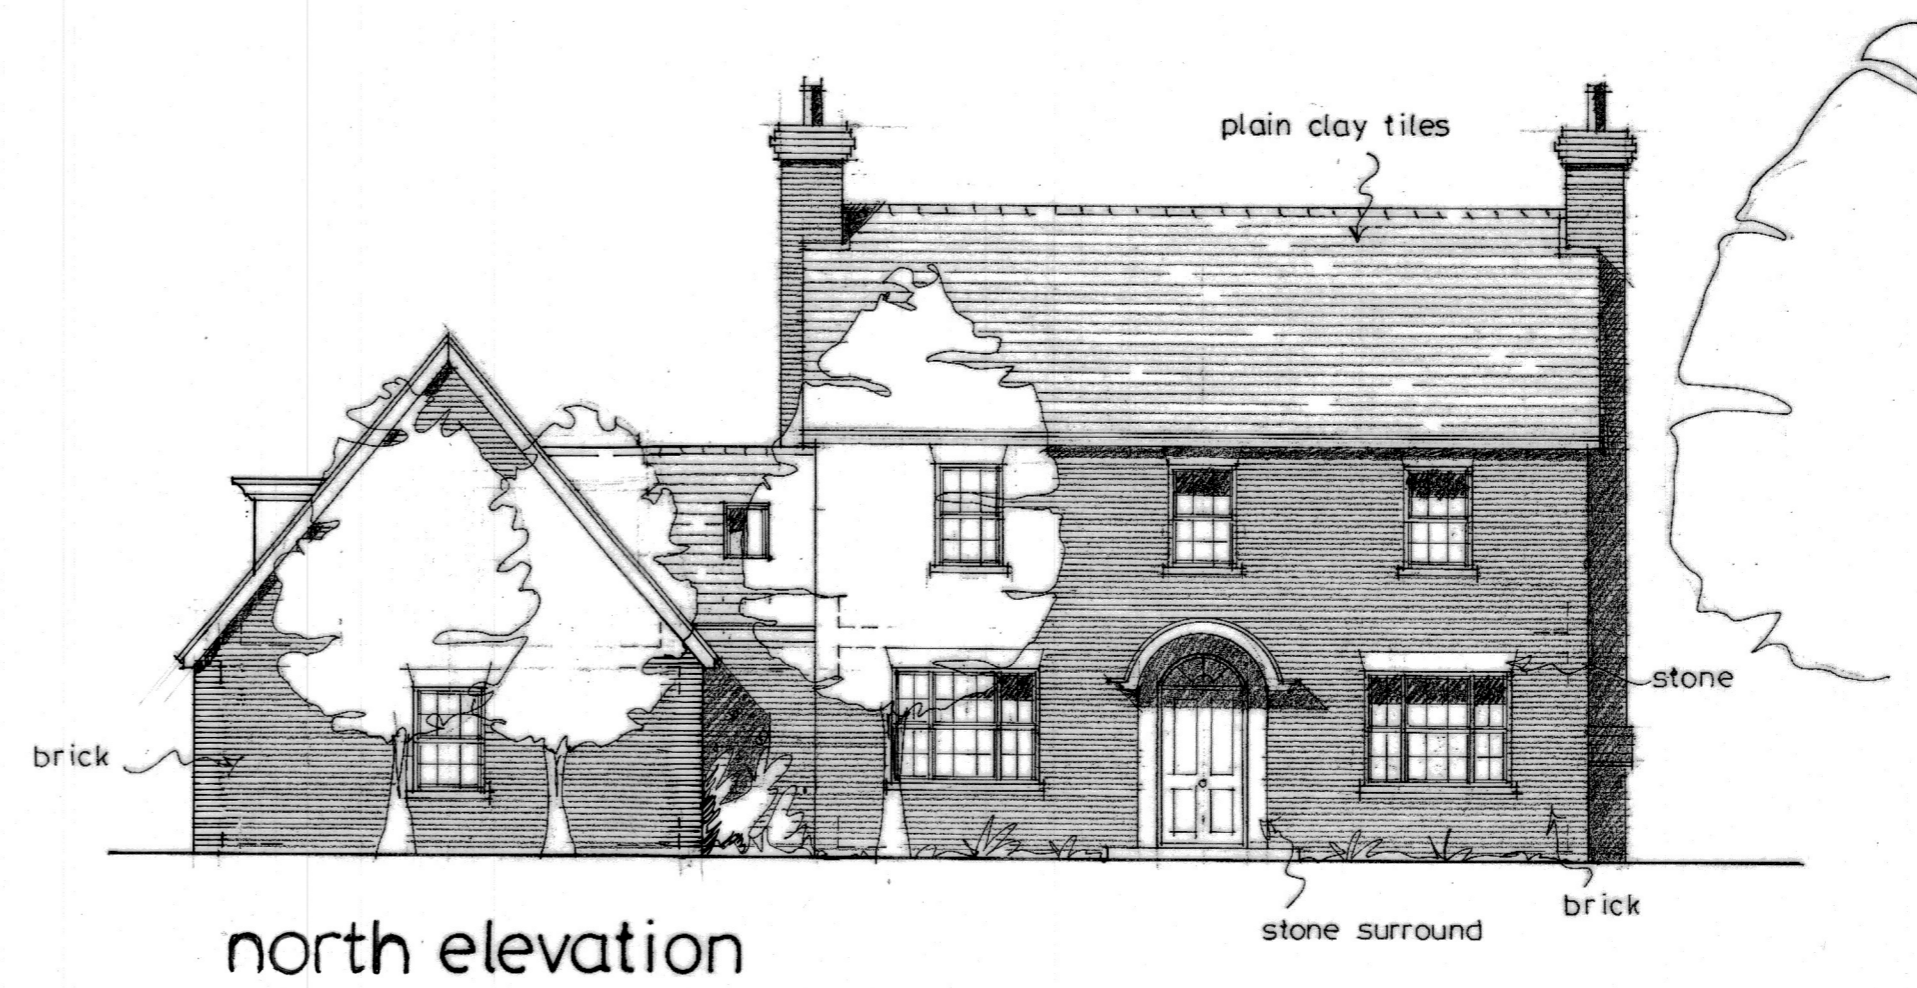 plain clay tiles
stone
brick
brick
stone surround
north elevation